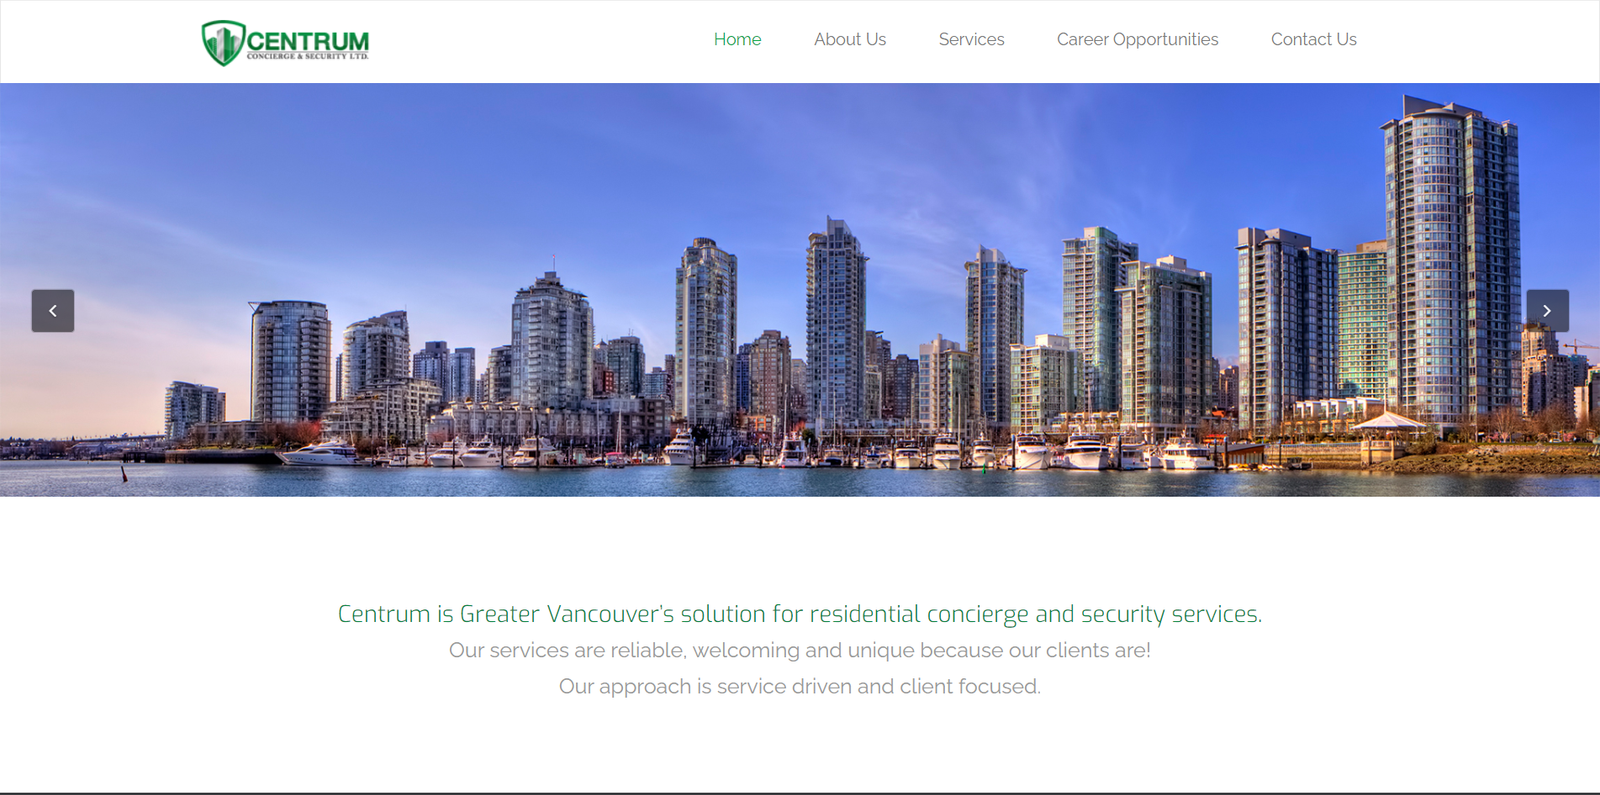 CENTRUM
CONCIERGE & SECURITY LTD.
Home About Us Services Career Opportunities Contact Us
Centrum is Greater Vancouver's solution for residential concierge and security services.
Our services are reliable, welcoming and unique because our clients are!
Our approach is service driven and client focused.